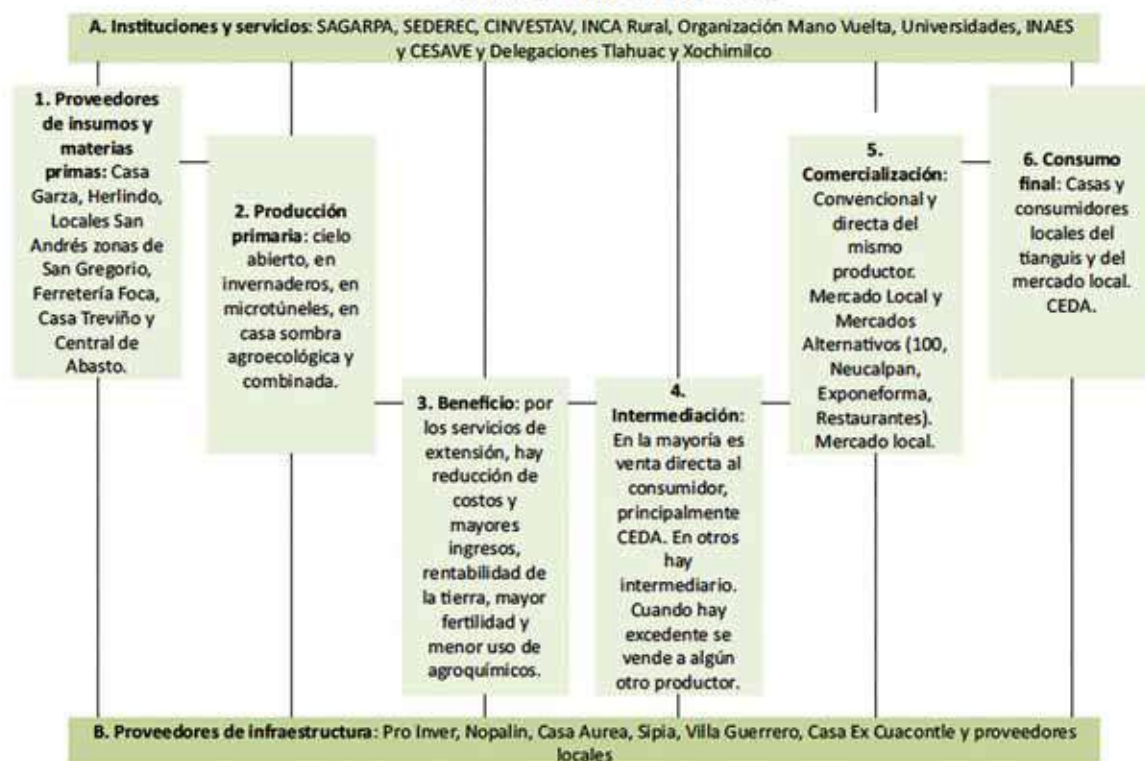 A. Instituciones y servicios: SAGARPA, SEDEREC, CINVESTAV, INCA Rural, Organización Mano Vuelta, Universidades, INAES
y CESAVE y Delegaciones Tlahuac y Xochimilco
1. Proveedores
de insumos y
materias
primas: Casa
Garza, Herlindo,
Locales San
Andrés zonas de
San Gregorio,
Ferretería Foca,
Casa Treviño y
Central de
Abasto.
2. Producción
primaria: cielo
abierto, en
invernaderos, en
microtúneles, en
casa sombra
agroecológica y
combinada.
3. Beneficio: por
los servicios de
extensión, hay
reducción de
costos y
mayores
ingresos,
rentabilidad de
la tierra, mayor
fertilidad y
menor uso de
agroquímicos.
4.
Intermediación:
En la mayoría es
venta directa al
consumidor,
principalmente
CEDA. En otros
hay
intermediario.
Cuando hay
excedente se
vende a algún
otro productor.
5.
Comercialización:
Convencional y
directa del
mismo
productor.
Mercado Local y
Mercados
Alternativos (100,
Neucalpan,
Exponeforma,
Restaurantes).
Mercado local.
6. Consumo
final: Casas y
consumidores
locales del
tianguis y del
mercado local.
CEDA.
B. Proveedores de infraestructura: Pro Inver, Nopalin, Casa Aurea, Sipia, Villa Guerrero, Casa Ex Cuacontle y proveedores
locales